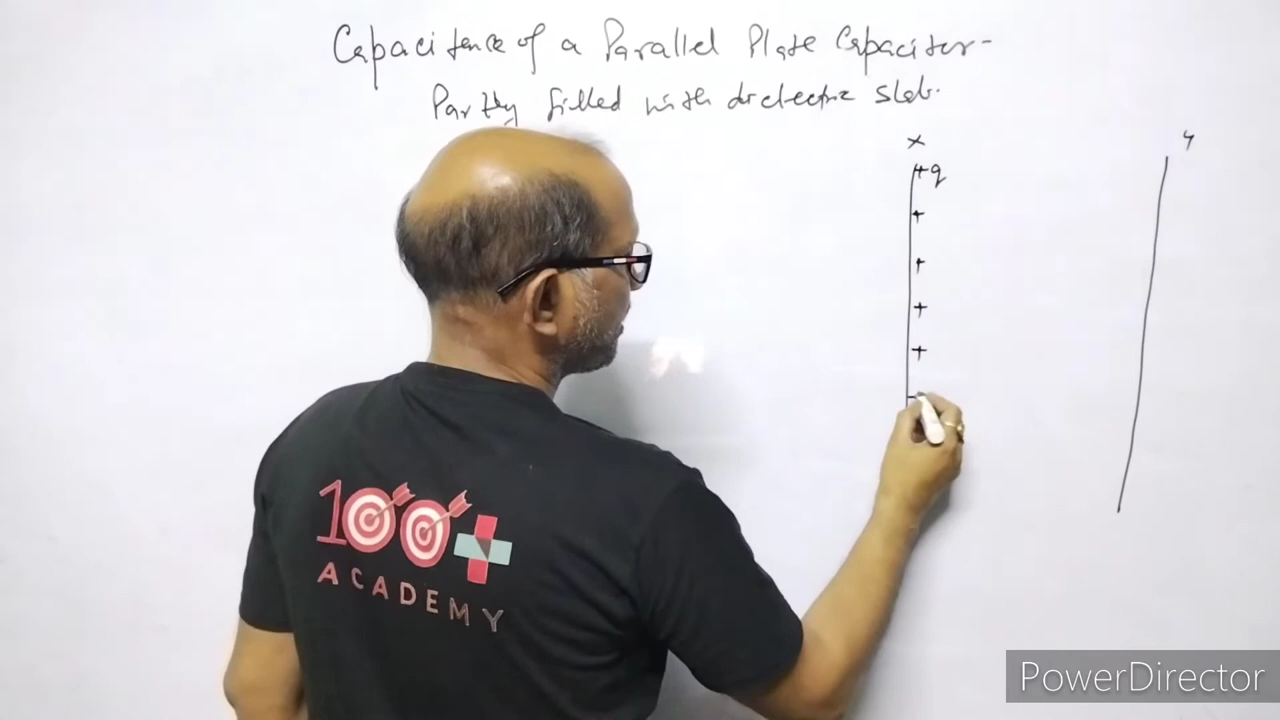 Capacitance of a Parallel Plate Capacitor-
Partly filled with dielectric slab.
X
Y
+q
+
+
+
+
100+
ACADEMY
PowerDirector